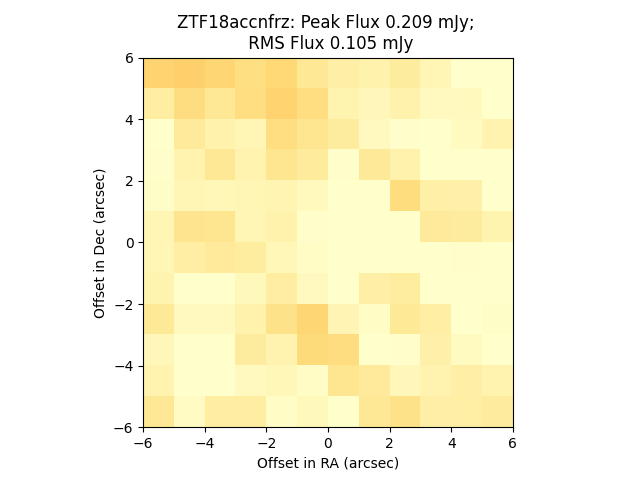 ZTF18accnfrz: Peak Flux 0.209 mJy;
RMS Flux 0.105 mJy
6
4
2
0
−2
−4
−6
Offset in Dec (arcsec)
−6 −4 −2 0 2 4 6
Offset in RA (arcsec)